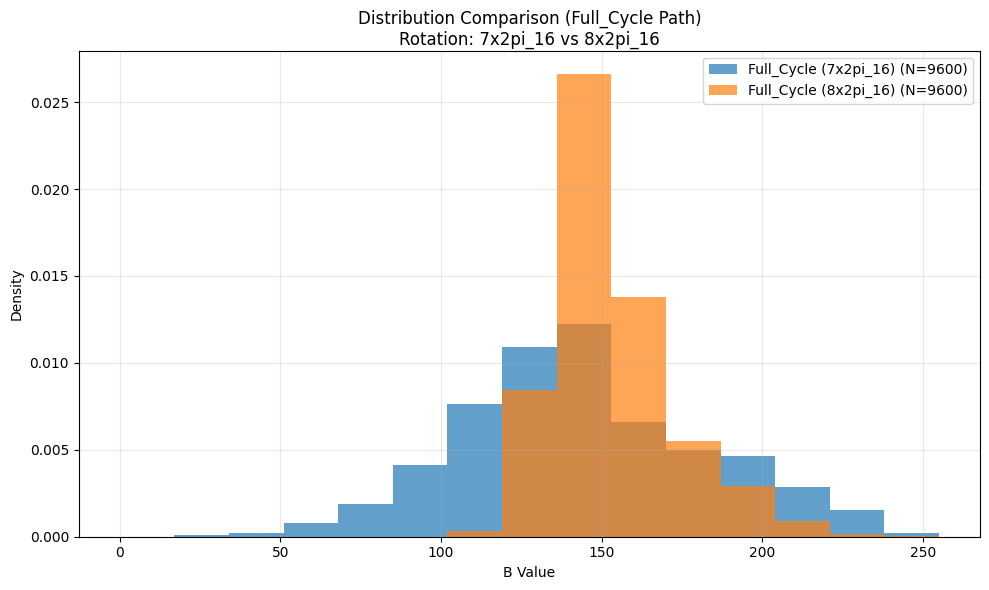 Distribution Comparison (Full_Cycle Path)
Rotation: 7x2pi_16 vs 8x2pi_16
Full_Cycle (7x2pi_16) (N=9600)
Full_Cycle (8x2pi_16) (N=9600)
0.025
0.020
0.015
0.010
0.005
0.000
Density
0 50 100 150 200 250
B Value